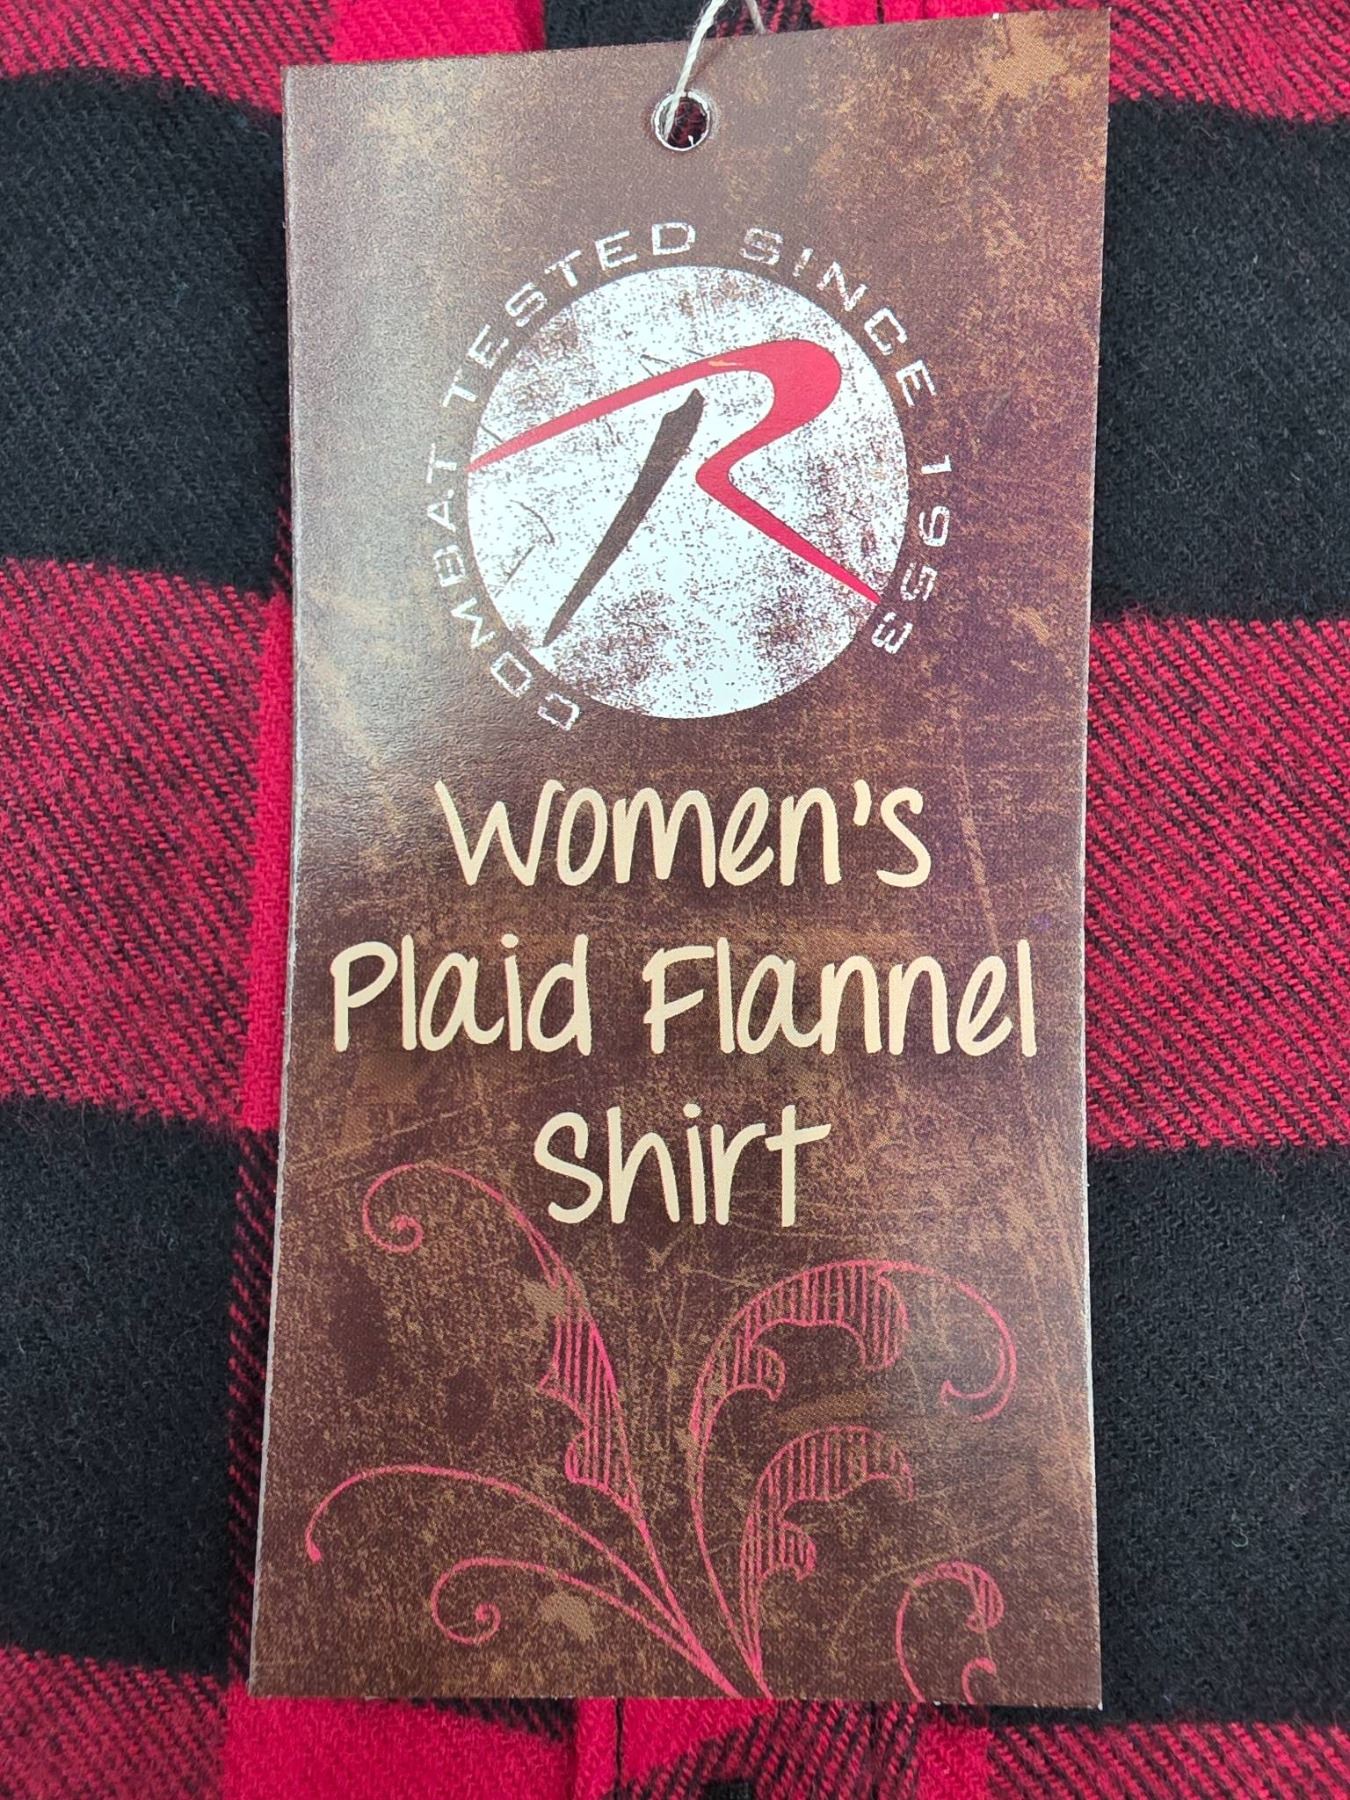 COMBAT TESTED SINCE 1953
R
Women's
Plaid Flannel
Shirt